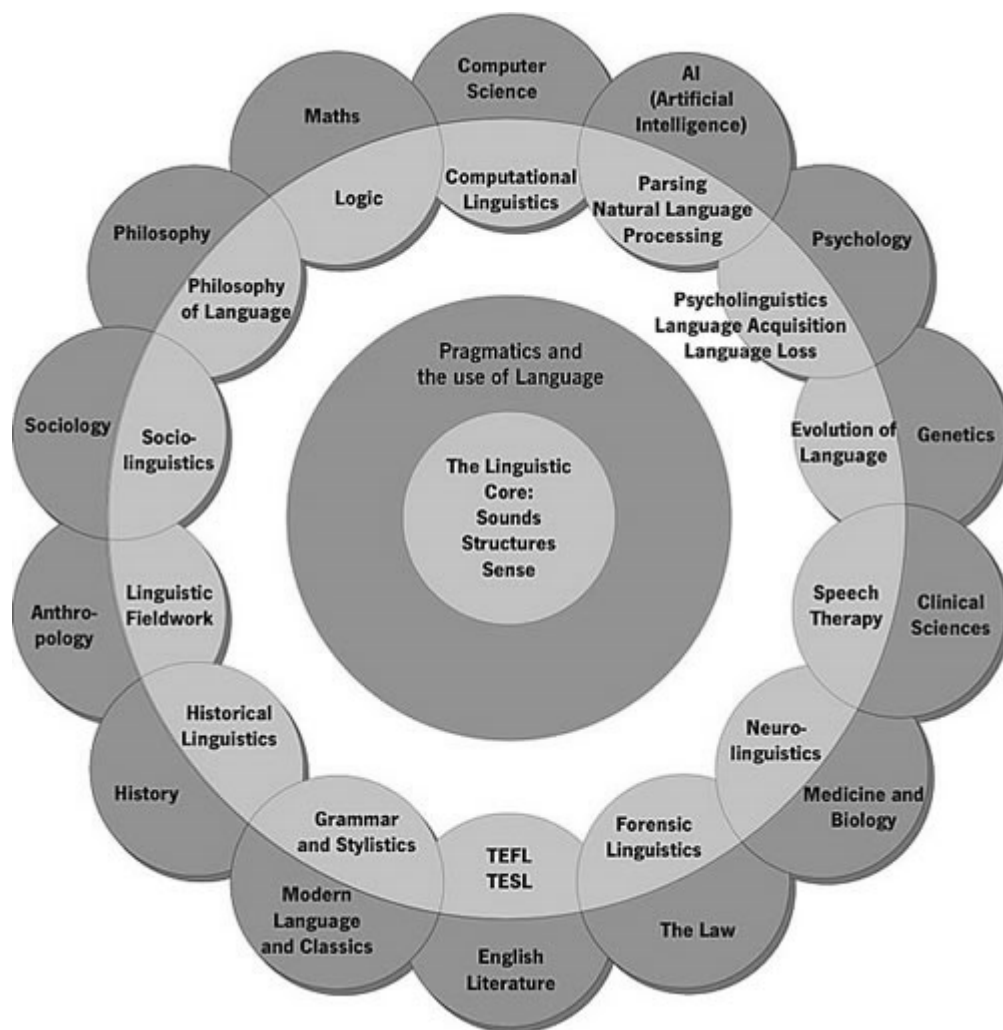 Computer
Science
AI
(Artificial
Intelligence)
Maths
Logic
Computational
Linguistics
Parsing
Natural Language
Processing
Philosophy
Philosophy
of Language
Psychology
Psycholinguistics
Language Acquisition
Language Loss
Pragmatics and
the use of Language
Sociology
Socio-
linguistics
Evolution of
Language
Genetics
The Linguistic
Core:
Sounds
Structures
Sense
Anthro-
pology
Linguistic
Fieldwork
Speech
Therapy
Clinical
Sciences
Historical
Linguistics
History
Neuro-
linguistics
Medicine and
Biology
Grammar
and Stylistics
Modern
Language
and Classics
TEFL
TESL
English
Literature
Forensic
Linguistics
The Law